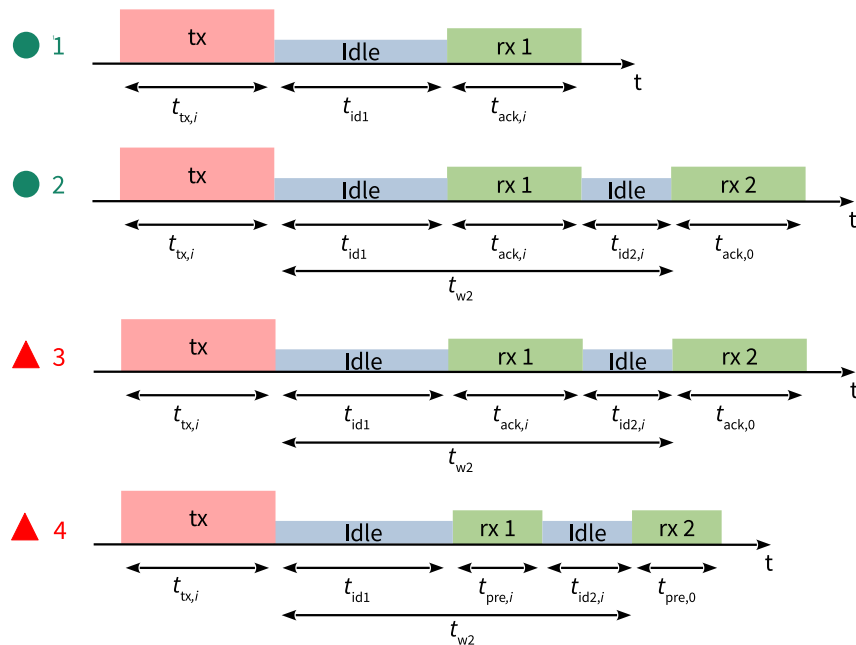 1 tx Idle rx 1 t
t_tx,i t_id1 t_ack,i
2 tx Idle rx 1 Idle rx 2 t
t_tx,i t_id1 t_ack,i t_id2,i t_ack,0
t_w2
3 tx Idle rx 1 Idle rx 2 t
t_tx,i t_id1 t_ack,i t_id2,i t_ack,0
t_w2
4 tx Idle rx 1 Idle rx 2 t
t_tx,i t_id1 t_pre,i t_id2,i t_pre,0
t_w2